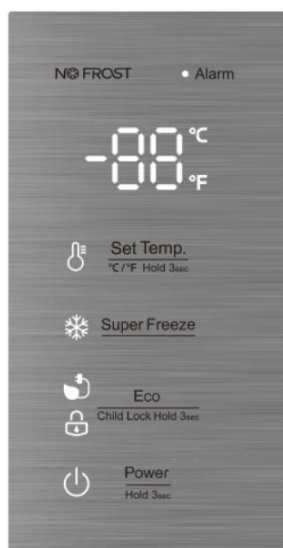 NO FROST
Alarm
-88 °C
°F
Set Temp.
°C/°F Hold 3sec
Super Freeze
Eco
Child Lock Hold 3sec
Power
Hold 3sec